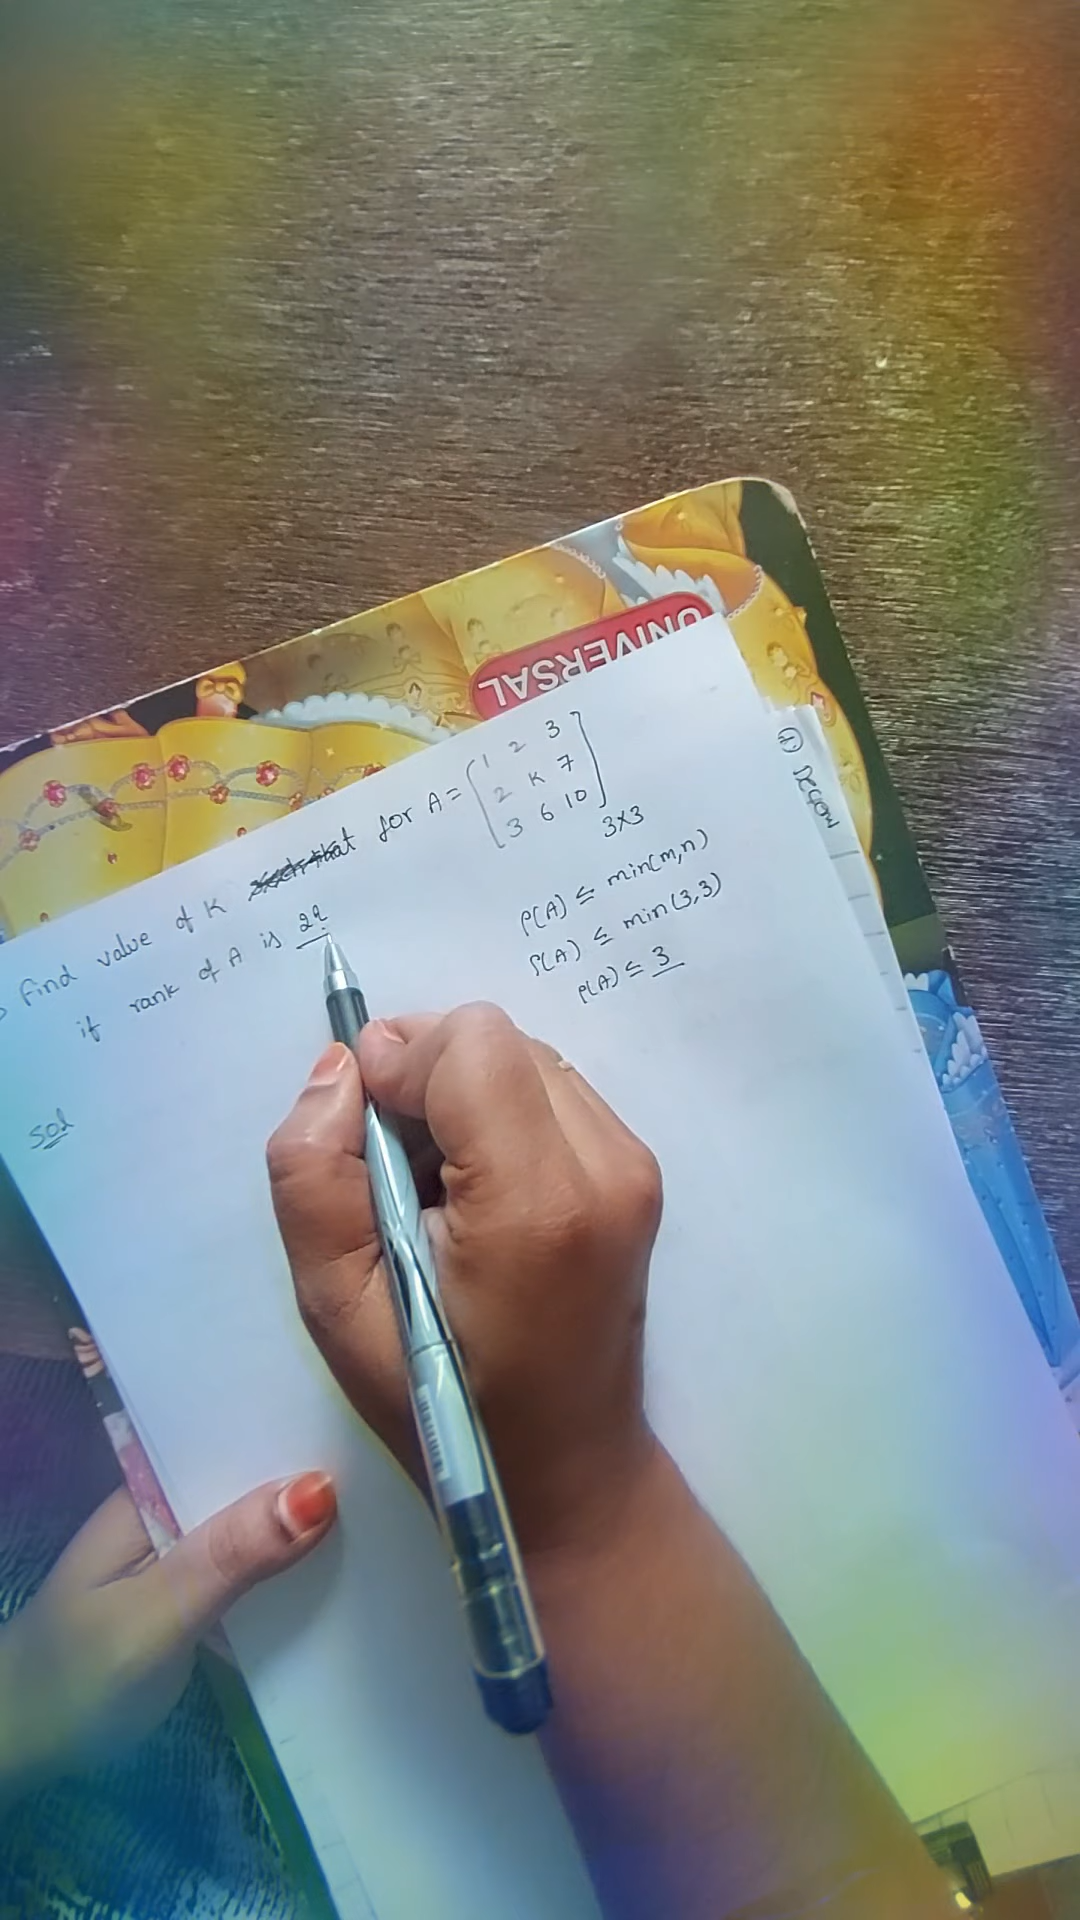 UNIVERSAL
find value of K such that for A = [1 2 3
2 K 7
3 6 10] 3×3
if rank of A is 2?
ρ(A) ≤ min(m,n)
ρ(A) ≤ min(3,3)
ρ(A) ≤ 3
Sol